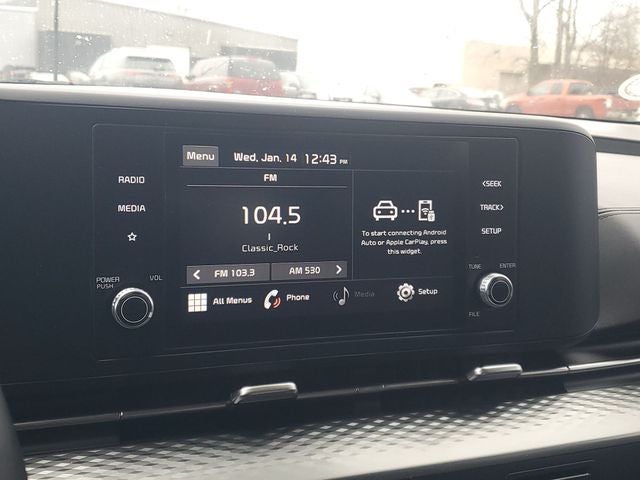 Menu Wed, Jan. 14 12:43 PM
FM
RADIO
MEDIA
POWER PUSH
VOL
104.5
Classic_Rock
< FM 103.3
AM 530 >
To start connecting Android
Auto or Apple CarPlay, press
this widget.
All Menus
Phone
Media
Setup
<SEEK
TRACK>
SETUP
TUNE
ENTER
FILE